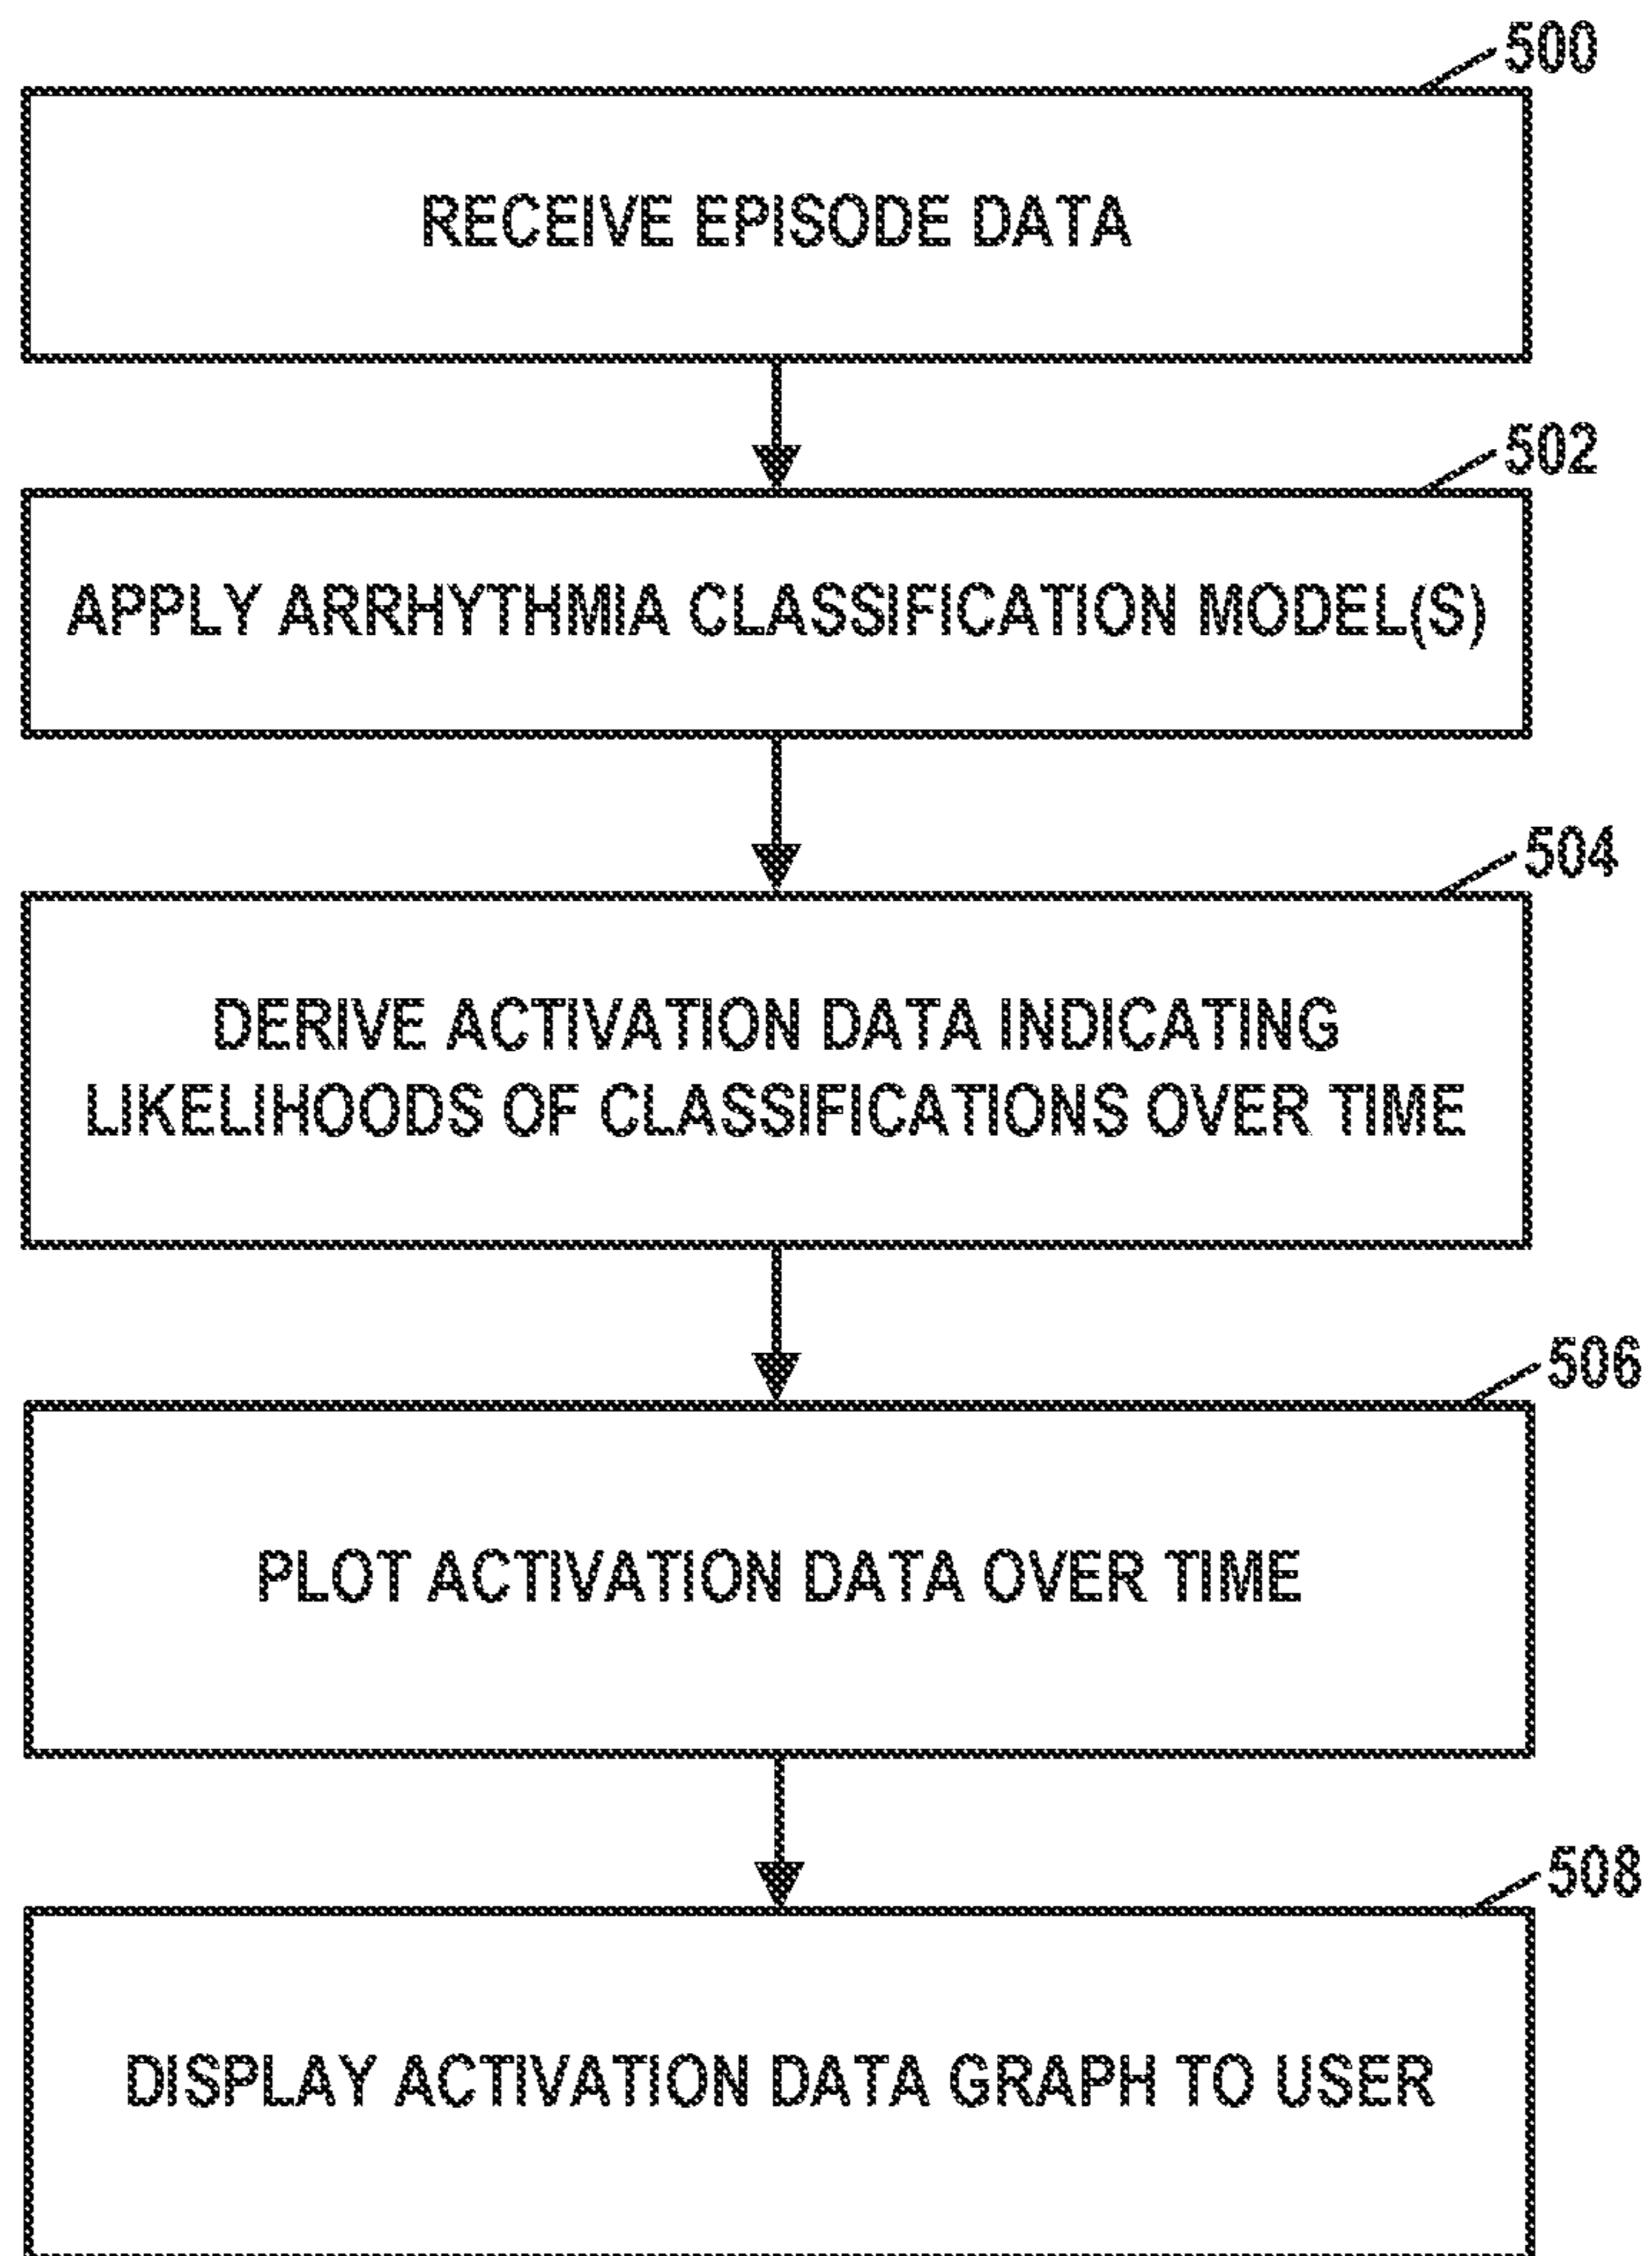 500
RECEIVE EPISODE DATA
502
APPLY ARRHYTHMIA CLASSIFICATION MODEL(S)
504
DERIVE ACTIVATION DATA INDICATING
LIKELIHOODS OF CLASSIFICATIONS OVER TIME
506
PLOT ACTIVATION DATA OVER TIME
508
DISPLAY ACTIVATION DATA GRAPH TO USER